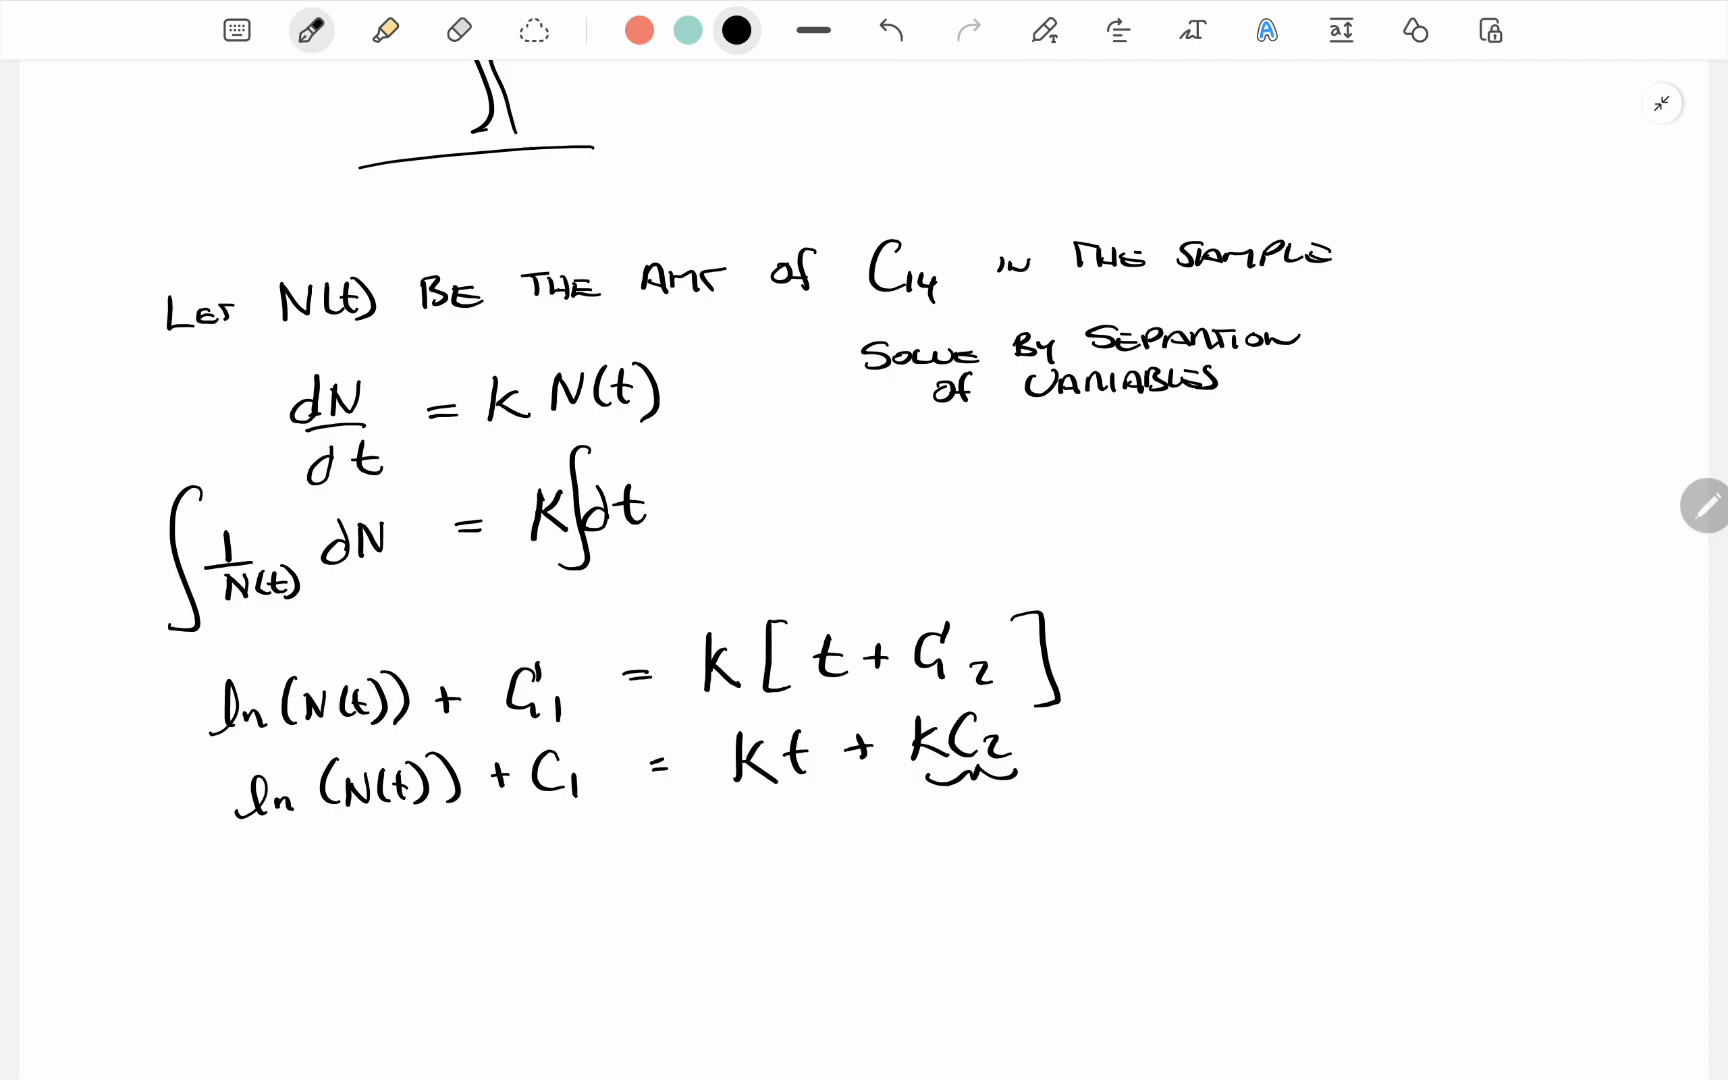 LET N(t) BE THE AMT of C14 IN THE SAMPLE
SOLVE BY SEPARTION
of VARIABLES
dN/dt = k N(t)
∫ 1/N(t) dN = k∫dt
ln(N(t)) + C1 = k[t + C2]
ln(N(t)) + C1 = kt + kC2